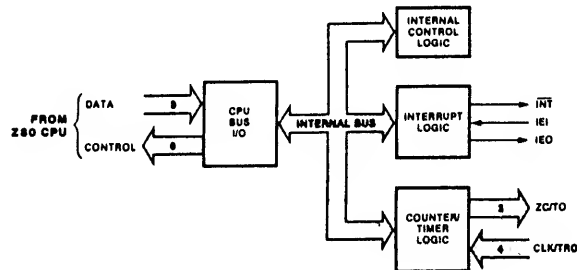 INTERNAL
CONTROL
LOGIC
FROM
Z80 CPU
DATA
8
CONTROL
6
CPU
BUS
I/O
INTERNAL BUS
INTERRUPT
LOGIC
INT
IEI
IEO
COUNTER/
TIMER
LOGIC
3
ZC/TO
4
CLK/TRG